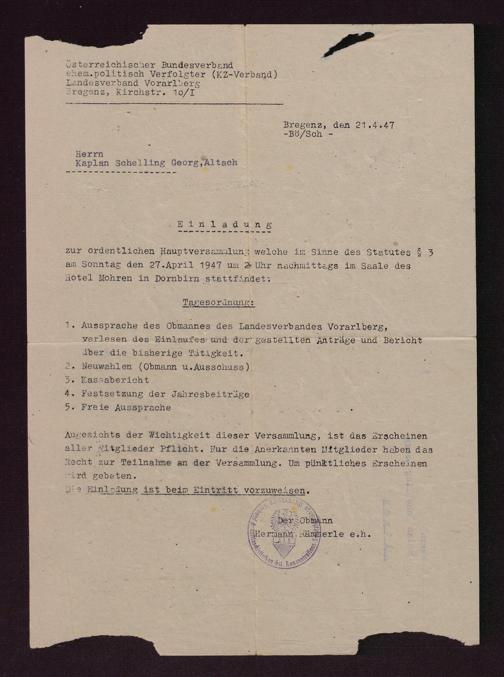 Österreichischer Bundesverband
ehem.politisch Verfolgter (KZ-Verband)
Landesverband Vorarlberg
Bregenz, Kirchstr. 1o/I
Bregenz, den 21.4.47
-Bö/Sch -
Herrn
Kaplan Schelling Georg,Altach
Einladung
zur ordentlichen Hauptversammlung welche im Sinne des Statutes § 3
am Sonntag den 27.April 1947 um 2 Uhr nachmittags im Saale des
Hotel Mohren in Dornbirn stattfindet:
Tagesordnung:
1. Aussprache des Obmannes des Landesverbandes Vorarlberg,
verlesen des Einlaufes und der gestellten Anträge und Bericht
über die bisherige Tätigkeit.
2. Neuwahlen (Obmann u.Ausschuss)
3. Kassabericht
4. Festsetzung der Jahresbeiträge
5. Freie Aussprache
Angesichts der Wichtigkeit dieser Versammlung, ist das Erscheinen
aller Mitglieder Pflicht. Nur die Anerkannten Mitglieder haben das
Recht zur Teilnahme an der Versammlung. Um pünktliches Erscheinen
wird gebeten.
Die Einladung ist beim Eintritt vorzuweisen.
Der Obmann
Hermann Hämmerle e.h.